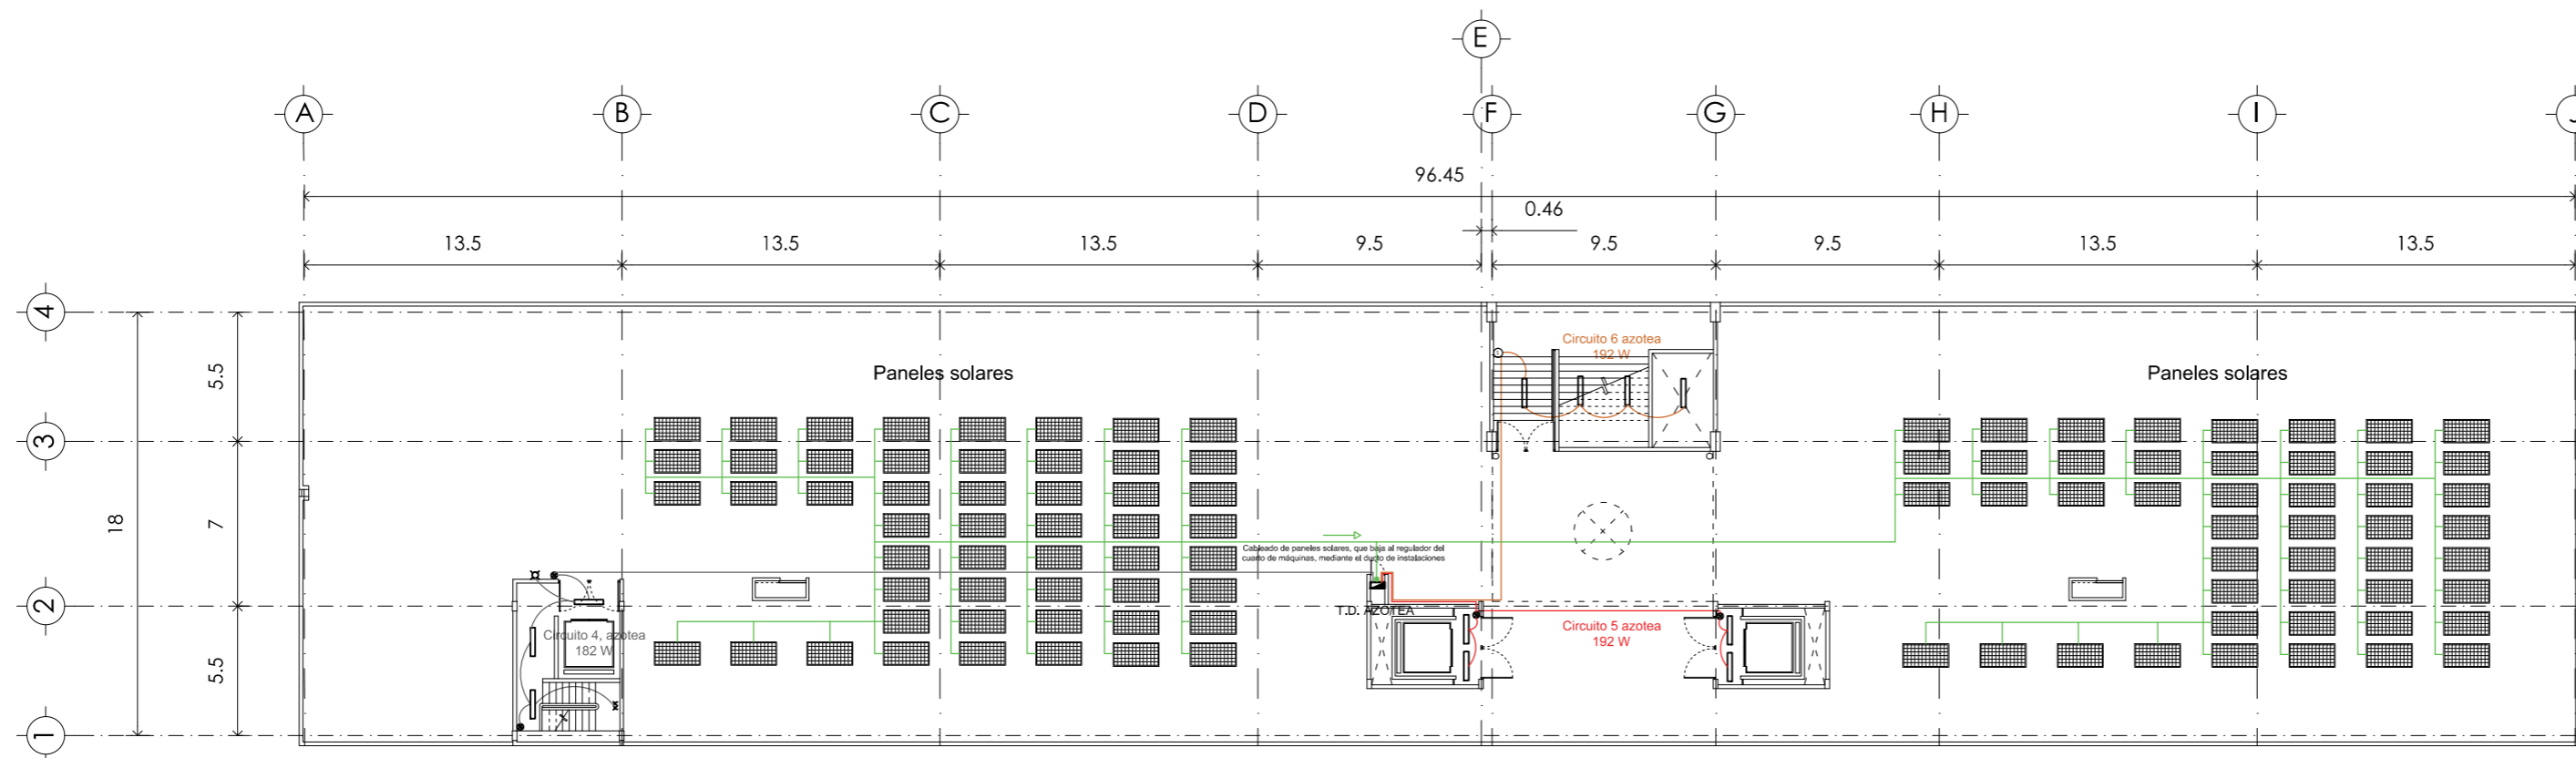 E
A B C D F G H I J
96.45
0.46
13.5 13.5 13.5 9.5 9.5 9.5 13.5 13.5
4
3
2
1
5.5
7
5.5
18
Paneles solares
Circuito 6 azotea
192 W
Paneles solares
Cableado de paneles solares, que baja al regulador del
cuarto de máquinas, mediante el ducto de instalaciones
T.D. AZOTEA
Circuito 4, azotea
182 W
Circuito 5 azotea
192 W